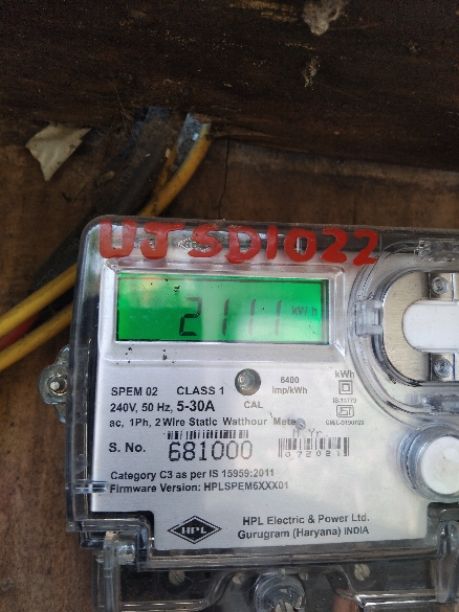 UJSD1022
2111 kWh
SPEM 02 CLASS 1
240V, 50 Hz, 5-30A CAL
6400 imp/kWh
kWh
ac, 1Ph, 2 Wire Static Watthour Meter
S. No. 681000
M Yr
072021
Category C3 as per IS 15959:2011
Firmware Version: HPLSPEM6XXX01
HPL
HPL Electric & Power Ltd.
Gurugram (Haryana) INDIA